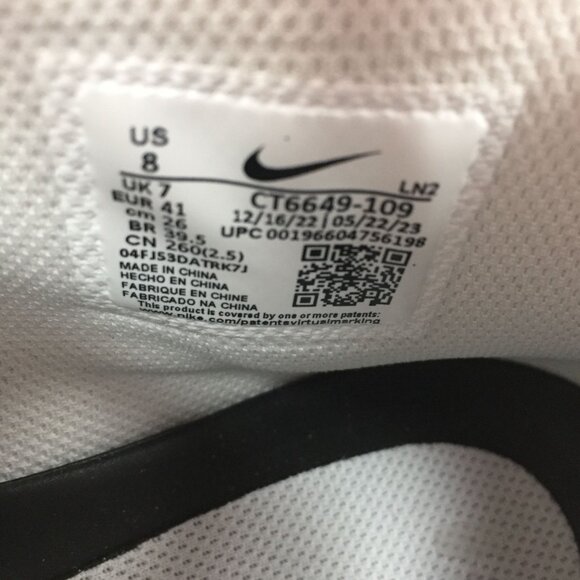 US
8
UK 7
EUR 41
cm 26
BR 39.5
CN 260(2.5)
LN2
CT6649-109
12/16/22 | 05/22/23
UPC 00196604756198
04FJS3DATRK7J
MADE IN CHINA
HECHO EN CHINA
FABRIQUE EN CHINE
FABRICADO NA CHINA
This product is covered by one or more patents:
www.nike.com/patentsvirtualmarking